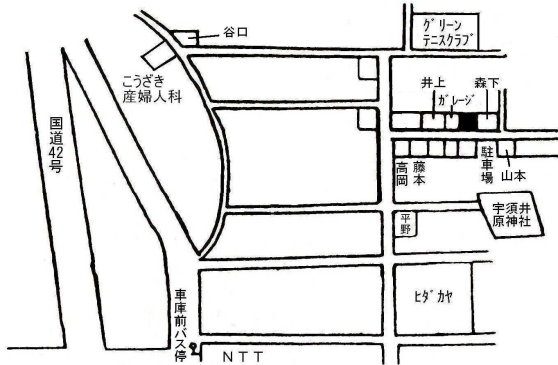 谷口
グリーン
テニスクラブ
こうざき
産婦人科
井上
ガレージ
森下
国道42号
高岡
藤本
駐車場
山本
宇須井
原神社
平野
ヒダカヤ
車庫前バス停
NTT